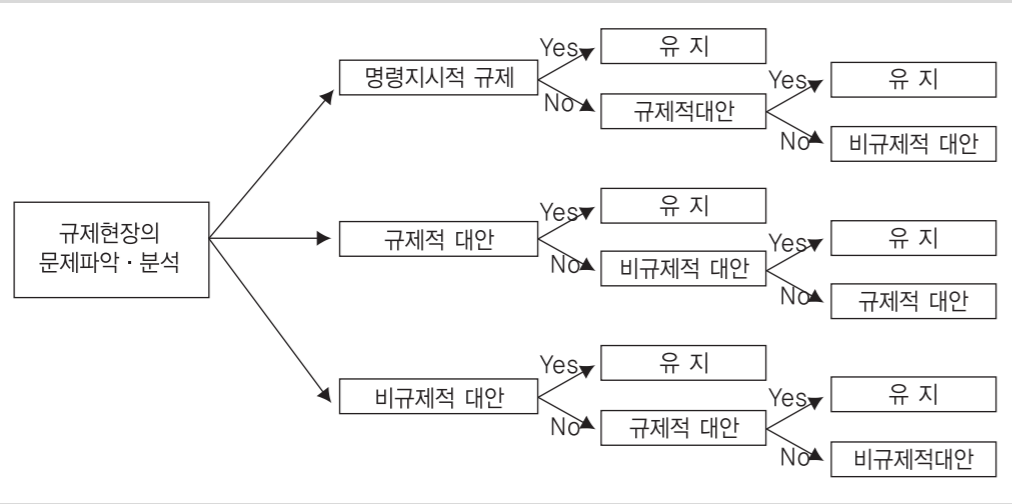 Yes
유 지
명령지시적 규제
Yes
유 지
No
규제적대안
No
비규제적 대안
규제현장의
문제파악 · 분석
Yes
유 지
규제적 대안
Yes
유 지
No
비규제적 대안
No
규제적 대안
Yes
유 지
비규제적 대안
Yes
유 지
No
규제적 대안
No
비규제적대안